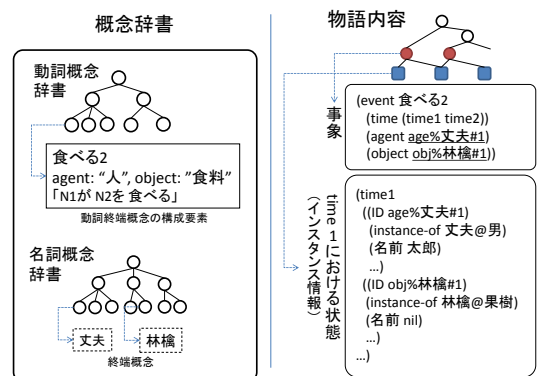 概念辞書
動詞概念
辞書
食べる2
agent: “人”, object: ”食料”
「N1が N2を 食べる」
動詞終端概念の構成要素
名詞概念
辞書
丈夫
林檎
終端概念
物語内容
事象
(event 食べる2
(time (time1 time2))
(agent age%丈夫#1)
(object obj%林檎#1))
time 1における状態
(インスタンス情報)
(time1
((ID age%丈夫#1)
(instance-of 丈夫@男)
(名前 太郎)
…)
((ID obj%林檎#1)
(instance-of 林檎@果樹)
(名前 nil)
…)
…)